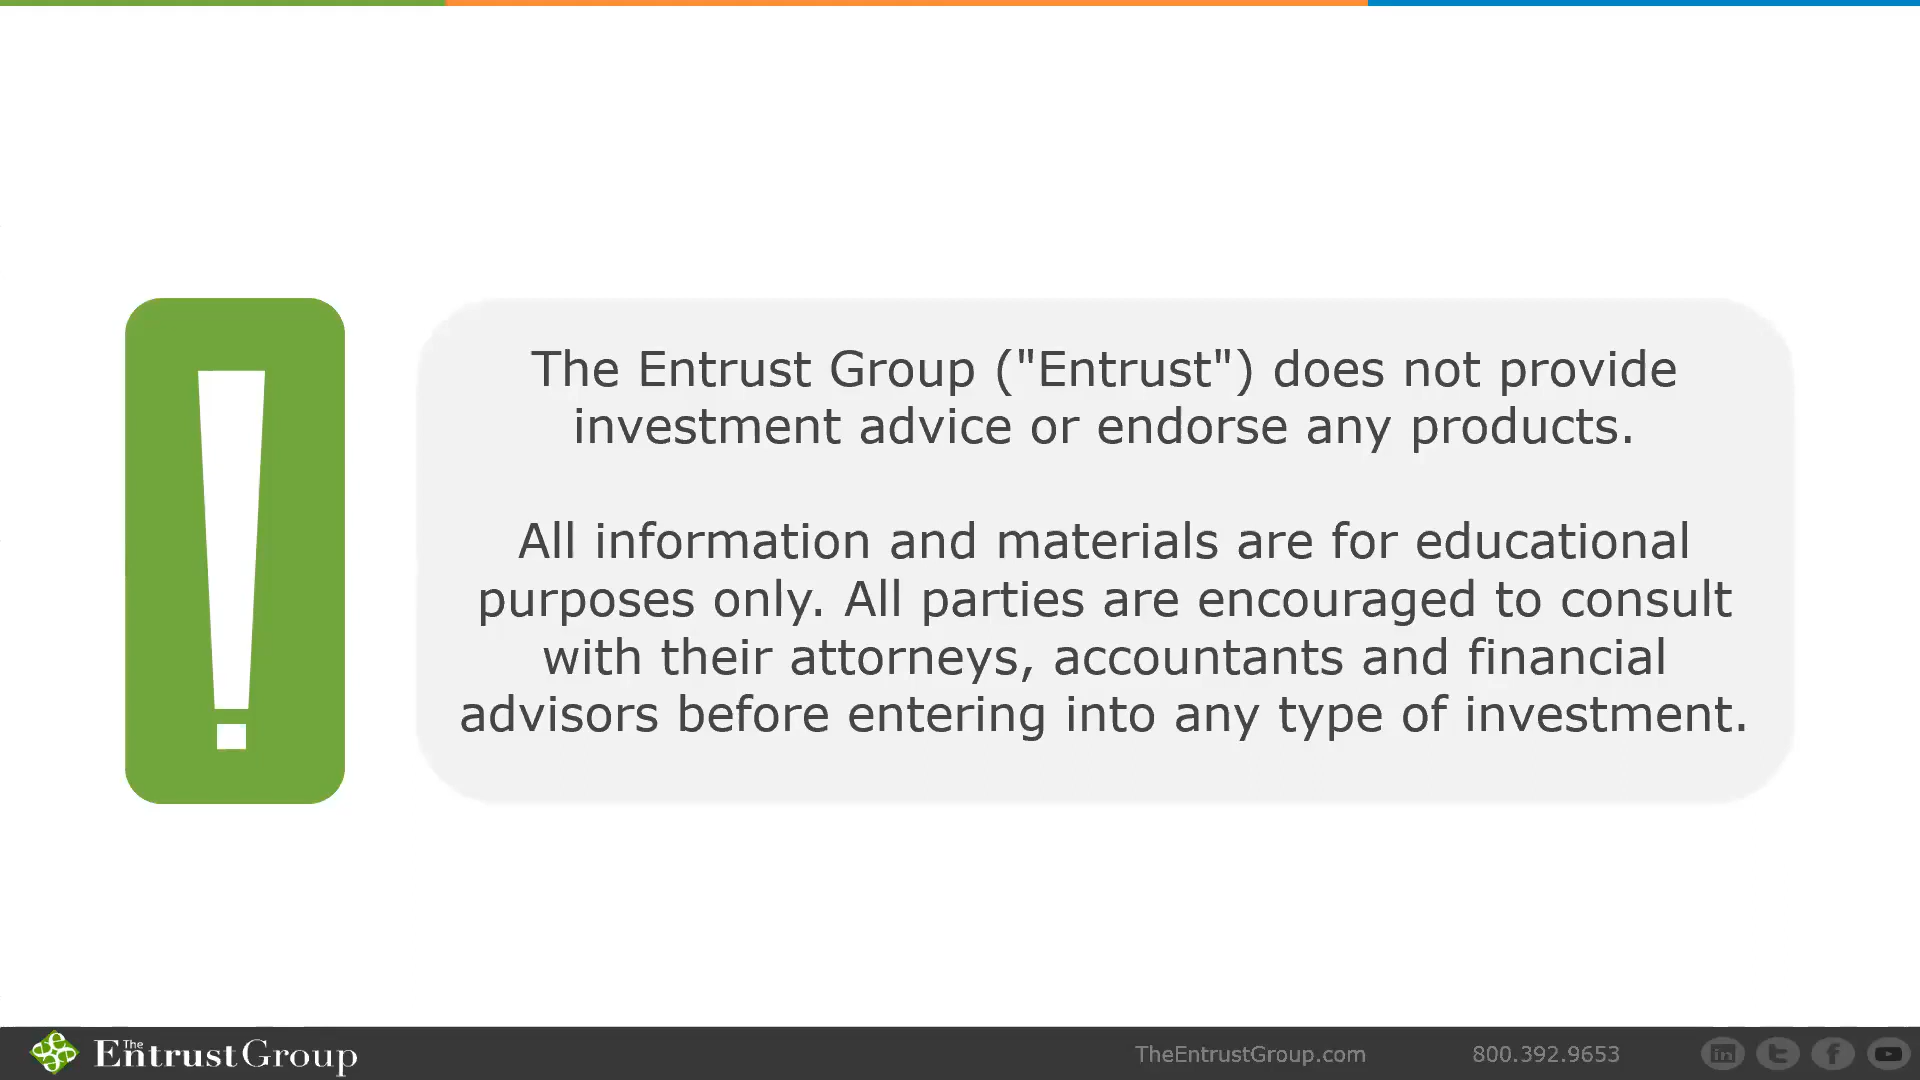 !
The Entrust Group ("Entrust") does not provide
investment advice or endorse any products.
All information and materials are for educational
purposes only. All parties are encouraged to consult
with their attorneys, accountants and financial
advisors before entering into any type of investment.
The EntrustGroup
TheEntrustGroup.com
800.392.9653